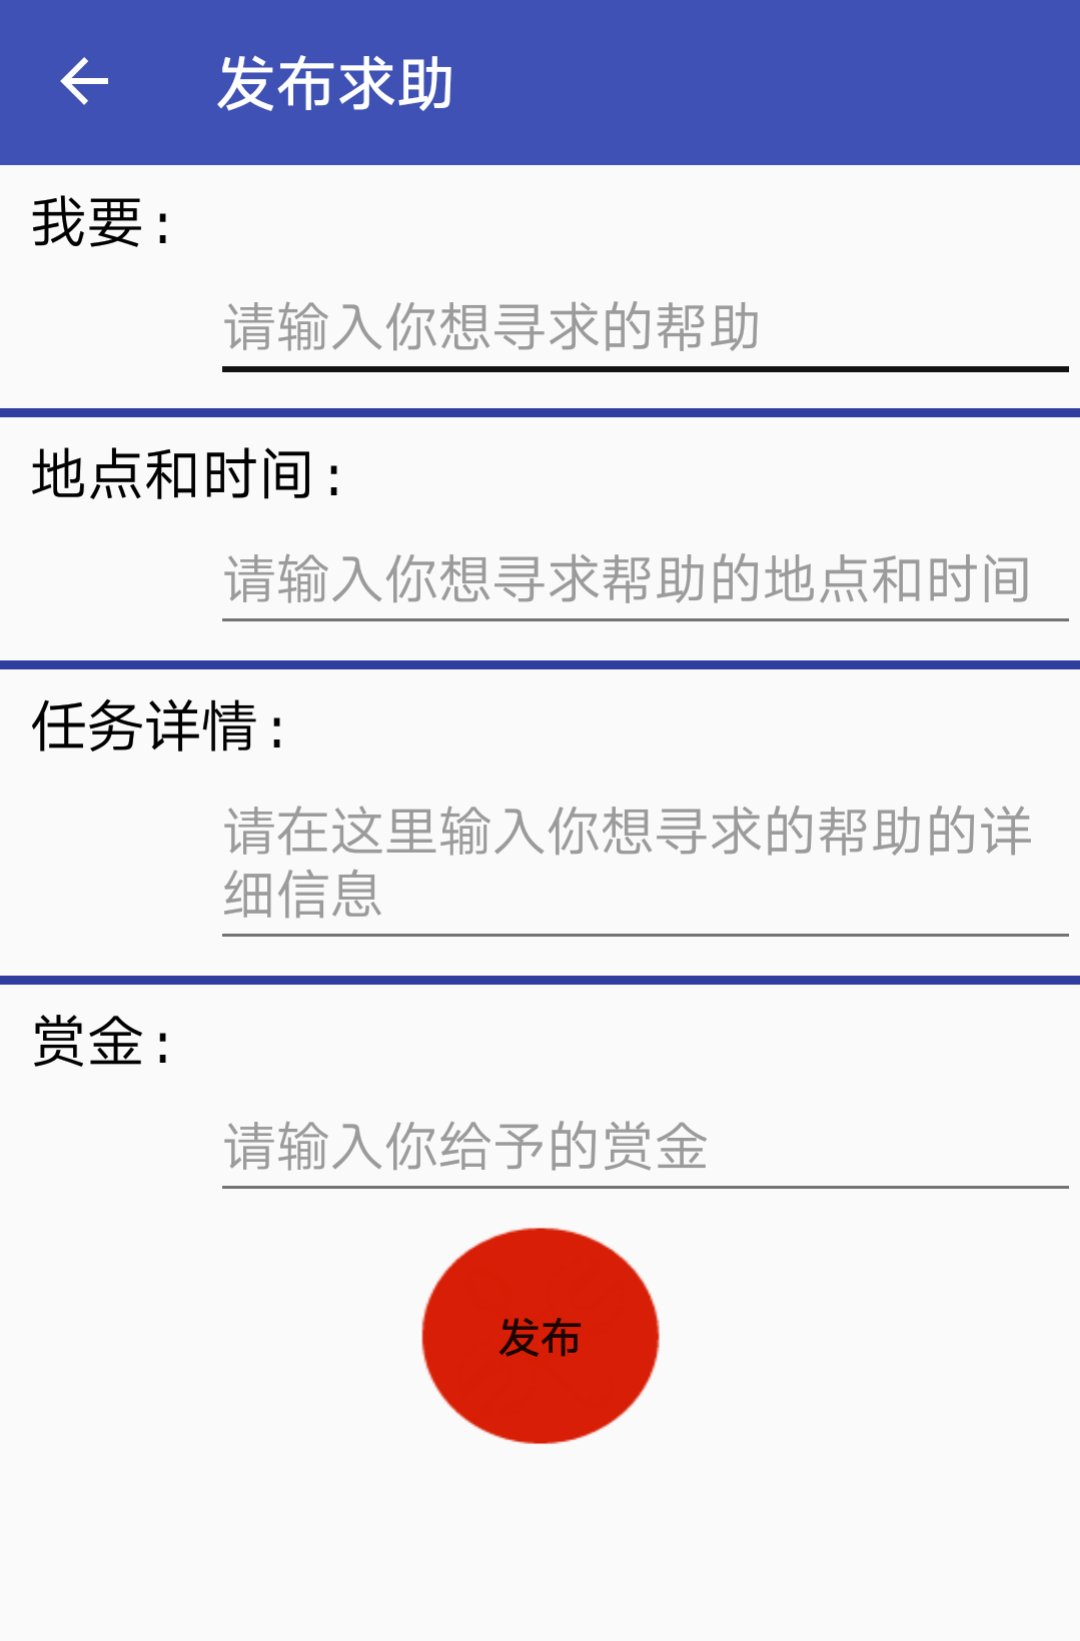 发布求助
我要:
请输入你想寻求的帮助
地点和时间:
请输入你想寻求帮助的地点和时间
任务详情:
请在这里输入你想寻求的帮助的详
细信息
赏金:
请输入你给予的赏金
发布